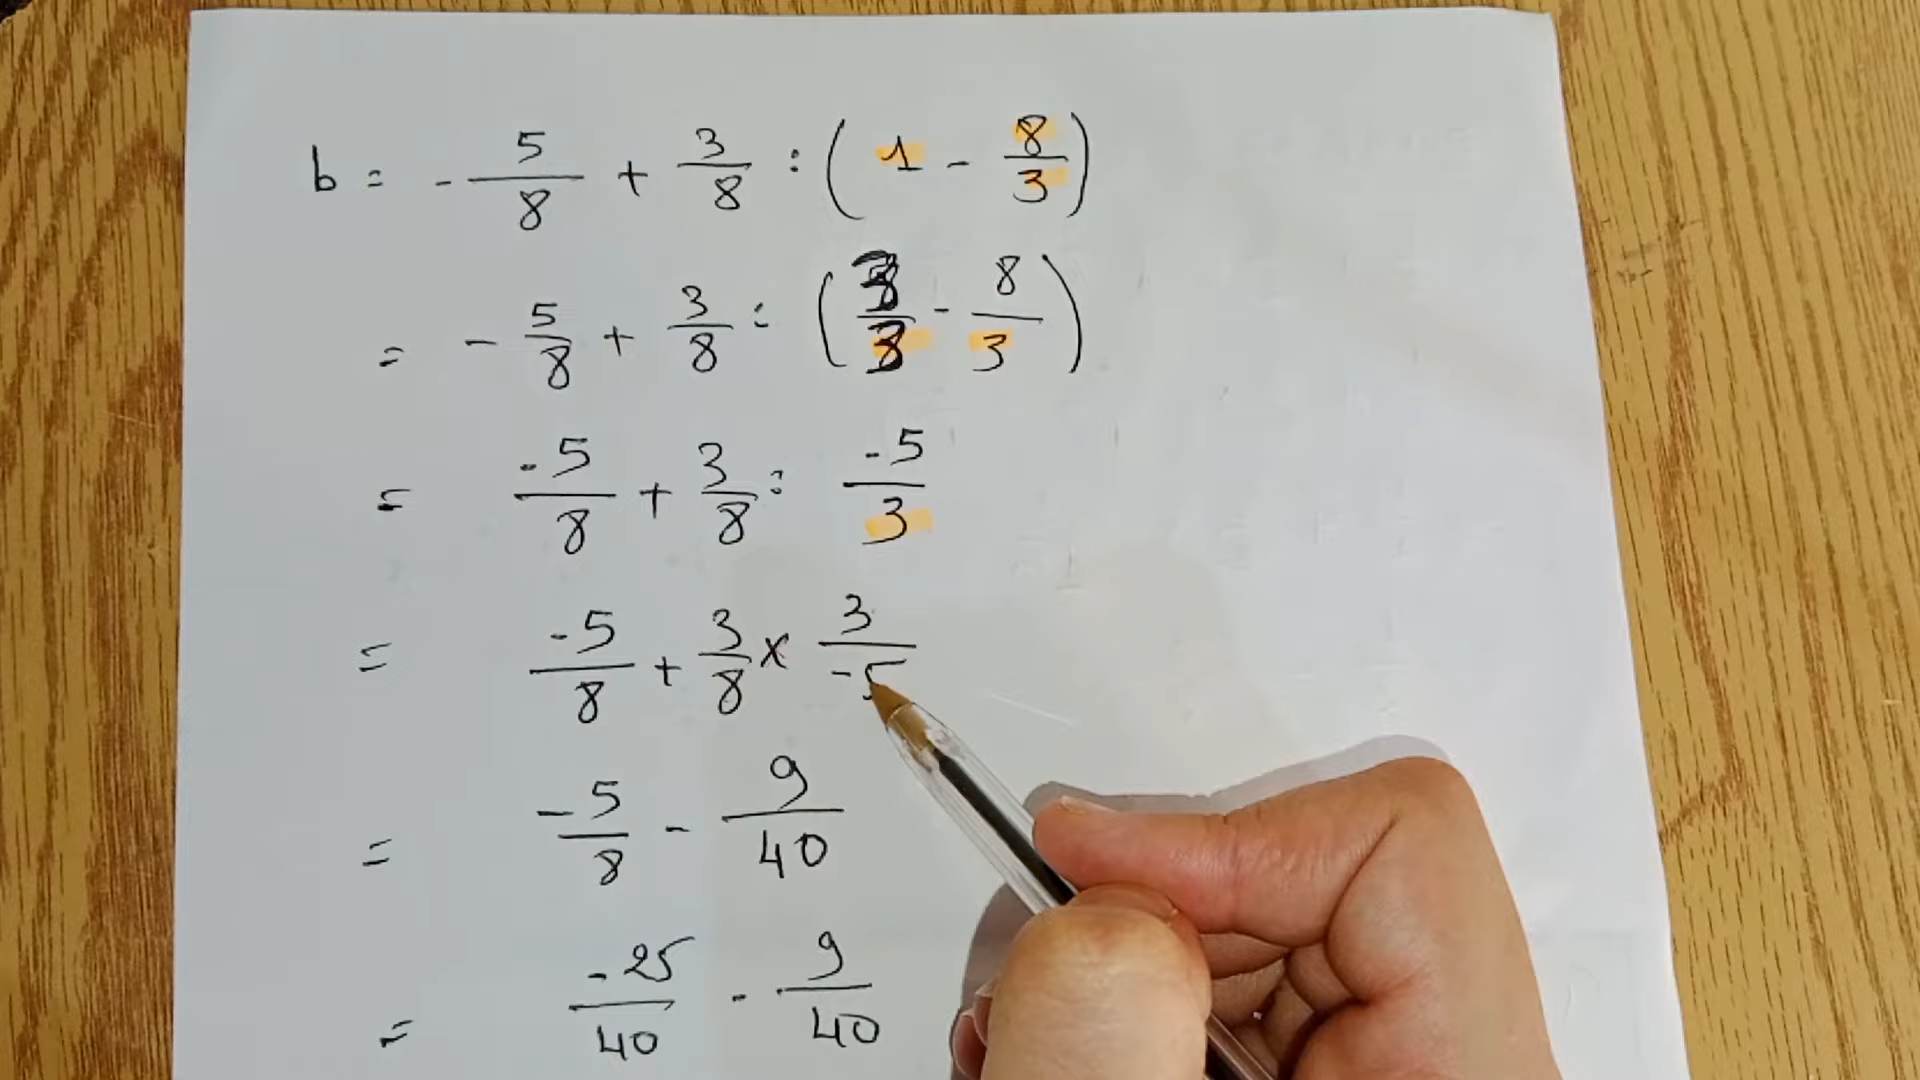 b = - 5/8 + 3/8 : ( 1 - 8/3 )
= - 5/8 + 3/8 : ( 3/3 - 8/3 )
= -5/8 + 3/8 : -5/3
= -5/8 + 3/8 × 3/-5
= -5/8 - 9/40
= -25/40 - 9/40